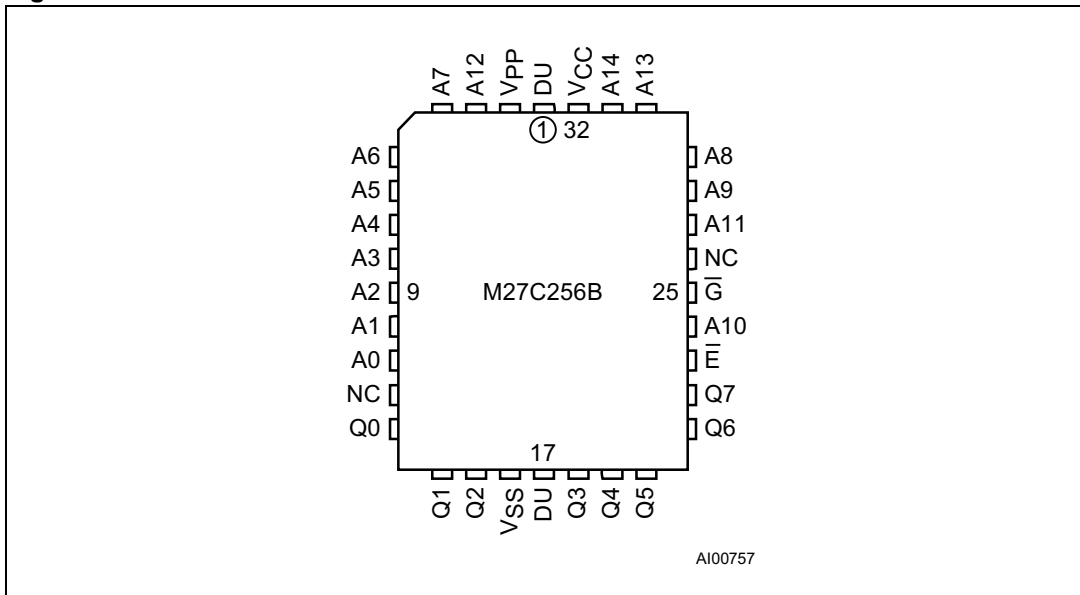 A7 A12 VPP DU VCC A14 A13
1 32
A6 A8
A5 A9
A4 A11
A3 NC
A2 9 M27C256B 25 G̅
A1 A10
A0 E̅
NC Q7
Q0 Q6
17
Q1 Q2 VSS DU Q3 Q4 Q5
AI00757